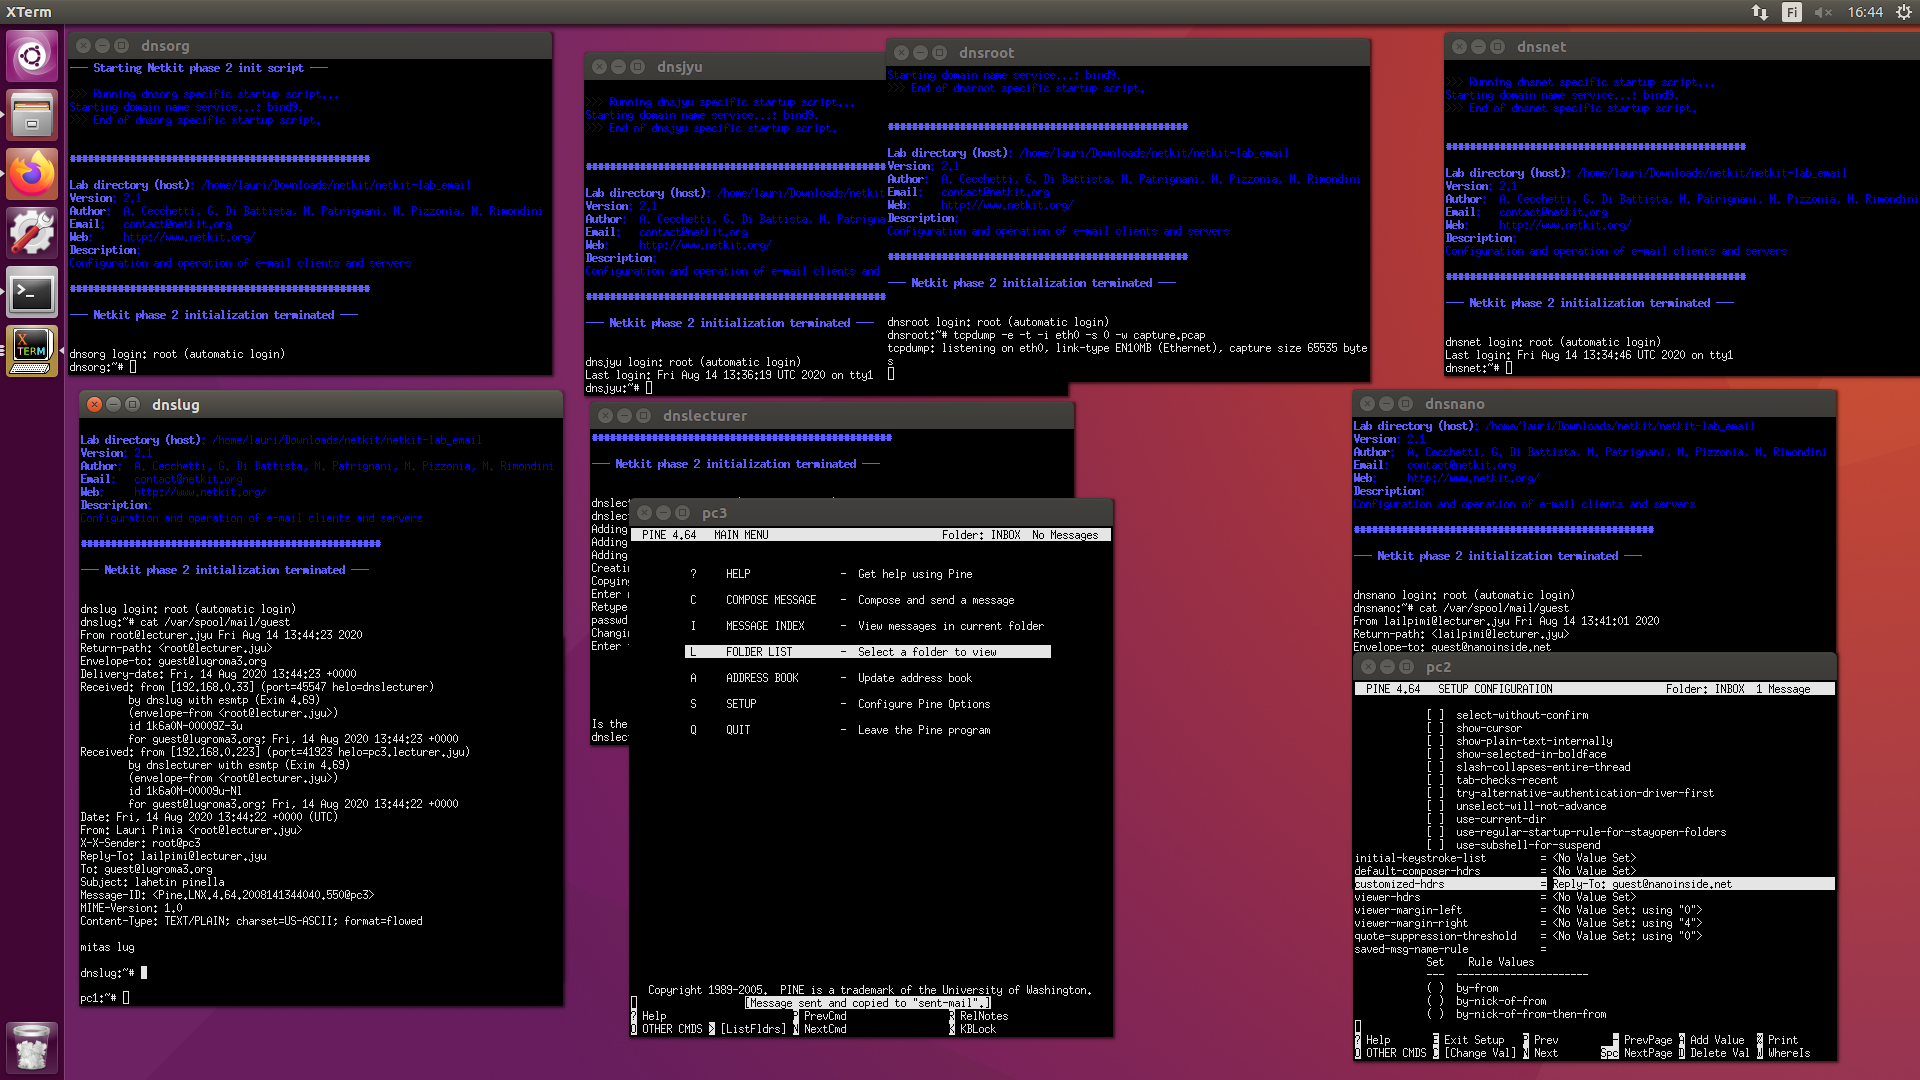 XTerm
Fi
16:44
dnsorg
--- Starting Netkit phase 2 init script ---
>>> Running dnsorg specific startup script...
Starting domain name service...: bind9.
>>> End of dnsorg specific startup script.
##################################################
Lab directory (host): /home/lauri/Downloads/netkit/netkit-lab_email
Version: 2.1
Author: A. Cecchetti, G. Di Battista, M. Patrignani, M. Pizzonia, M. Rimondini
Email: contact@netkit.org
Web: http://www.netkit.org/
Description:
Configuration and operation of e-mail clients and servers
##################################################
--- Netkit phase 2 initialization terminated ---
dnsorg login: root (automatic login)
dnsorg:~#
dnsjyu
>>> Running dnsjyu specific startup script...
Starting domain name service...: bind9.
>>> End of dnsjyu specific startup script.
##################################################
Lab directory (host): /home/lauri/Downloads/netkit
Version: 2.1
Author: A. Cecchetti, G. Di Battista, M. Patrigna
Email: contact@netkit.org
Web: http://www.netkit.org/
Description:
Configuration and operation of e-mail clients and
##################################################
--- Netkit phase 2 initialization terminated ---
dnsjyu login: root (automatic login)
Last login: Fri Aug 14 13:36:19 UTC 2020 on tty1
dnsjyu:~#
dnsroot
Starting domain name service...: bind9.
>>> End of dnsroot specific startup script.
##################################################
Lab directory (host): /home/lauri/Downloads/netkit/netkit-lab_email
Version: 2.1
Author: A. Cecchetti, G. Di Battista, M. Patrignani, M. Pizzonia, M. Rimondini
Email: contact@netkit.org
Web: http://www.netkit.org/
Description:
Configuration and operation of e-mail clients and servers
##################################################
--- Netkit phase 2 initialization terminated ---
dnsroot login: root (automatic login)
dnsroot:~# tcpdump -e -t -i eth0 -s 0 -w capture.pcap
tcpdump: listening on eth0, link-type EN10MB (Ethernet), capture size 65535 byte
s
dnsnet
>>> Running dnsnet specific startup script...
Starting domain name service...: bind9.
>>> End of dnsnet specific startup script.
##################################################
Lab directory (host): /home/lauri/Downloads/netkit/netkit-lab_email
Version: 2.1
Author: A. Cecchetti, G. Di Battista, M. Patrignani, M. Pizzonia, M. Rimondini
Email: contact@netkit.org
Web: http://www.netkit.org/
Description:
Configuration and operation of e-mail clients and servers
##################################################
--- Netkit phase 2 initialization terminated ---
dnsnet login: root (automatic login)
Last login: Fri Aug 14 13:34:46 UTC 2020 on tty1
dnsnet:~#
X TERM
dnslug
Lab directory (host): /home/lauri/Downloads/netkit/netkit-lab_email
Version: 2.1
Author: A. Cecchetti, G. Di Battista, M. Patrignani, M. Pizzonia, M. Rimondini
Email: contact@netkit.org
Web: http://www.netkit.org/
Description:
Configuration and operation of e-mail clients and servers
##################################################
--- Netkit phase 2 initialization terminated ---
dnslug login: root (automatic login)
dnslug:~# cat /var/spool/mail/guest
From root@lecturer.jyu Fri Aug 14 13:44:23 2020
Return-path: <root@lecturer.jyu>
Envelope-to: guest@lugroma3.org
Delivery-date: Fri, 14 Aug 2020 13:44:23 +0000
Received: from [192.168.0.33] (port=45547 helo=dnslecturer)
by dnslug with esmtp (Exim 4.69)
(envelope-from <root@lecturer.jyu>)
id 1k6a0N-00009Z-3u
for guest@lugroma3.org; Fri, 14 Aug 2020 13:44:23 +0000
Received: from [192.168.0.223] (port=41923 helo=pc3.lecturer.jyu)
by dnslecturer with esmtp (Exim 4.69)
(envelope-from <root@lecturer.jyu>)
id 1k6a0M-00009u-Nl
for guest@lugroma3.org; Fri, 14 Aug 2020 13:44:22 +0000
Date: Fri, 14 Aug 2020 13:44:22 +0000 (UTC)
From: Lauri Pimia <root@lecturer.jyu>
X-X-Sender: root@pc3
Reply-To: lailpimi@lecturer.jyu
To: guest@lugroma3.org
Subject: lahetin pinella
Message-ID: <Pine.LNX.4.64.2008141344040.550@pc3>
MIME-Version: 1.0
Content-Type: TEXT/PLAIN; charset=US-ASCII; format=flowed
mitas lug
dnslug:~#
pc1:~#
dnslecturer
##################################################
--- Netkit phase 2 initialization terminated ---
dnslect
dnslect
Adding
Adding
Adding
Creatin
Copying
Enter
Retype
passwd
Changin
Enter
Is the
dnslect
pc3
PINE 4.64 MAIN MENU Folder: INBOX No Messages
? HELP - Get help using Pine
C COMPOSE MESSAGE - Compose and send a message
I MESSAGE INDEX - View messages in current folder
L FOLDER LIST - Select a folder to view
A ADDRESS BOOK - Update address book
S SETUP - Configure Pine Options
Q QUIT - Leave the Pine program
Copyright 1989-2005. PINE is a trademark of the University of Washington.
[Message sent and copied to "sent-mail".]
? Help P PrevCmd R RelNotes
O OTHER CMDS > [ListFldrs] N NextCmd K KBLock
dnsnano
Lab directory (host): /home/lauri/Downloads/netkit/netkit-lab_email
Version: 2.1
Author: A. Cecchetti, G. Di Battista, M. Patrignani, M. Pizzonia, M. Rimondini
Email: contact@netkit.org
Web: http://www.netkit.org/
Description:
Configuration and operation of e-mail clients and servers
##################################################
--- Netkit phase 2 initialization terminated ---
dnsnano login: root (automatic login)
dnsnano:~# cat /var/spool/mail/guest
From lailpimi@lecturer.jyu Fri Aug 14 13:41:01 2020
Return-path: <lailpimi@lecturer.jyu>
Envelope-to: guest@nanoinside.net
pc2
PINE 4.64 SETUP CONFIGURATION Folder: INBOX 1 Message
[ ] select-without-confirm
[ ] show-cursor
[ ] show-plain-text-internally
[ ] show-selected-in-boldface
[ ] slash-collapses-entire-thread
[ ] tab-checks-recent
[ ] try-alternative-authentication-driver-first
[ ] unselect-will-not-advance
[ ] use-current-dir
[ ] use-regular-startup-rule-for-stayopen-folders
[ ] use-subshell-for-suspend
initial-keystroke-list = <No Value Set>
default-composer-hdrs = <No Value Set>
customized-hdrs = Reply-To: guest@nanoinside.net
viewer-hdrs = <No Value Set>
viewer-margin-left = <No Value Set: using "0">
viewer-margin-right = <No Value Set: using "4">
quote-suppression-threshold = <No Value Set: using "0">
saved-msg-name-rule =
Set Rule Values
--- ----------------------
( ) by-from
( ) by-nick-of-from
( ) by-nick-of-from-then-from
? Help E Exit Setup P Prev - PrevPage A Add Value % Print
O OTHER CMDS C [Change Val] N Next Spc NextPage D Delete Val W WhereIs